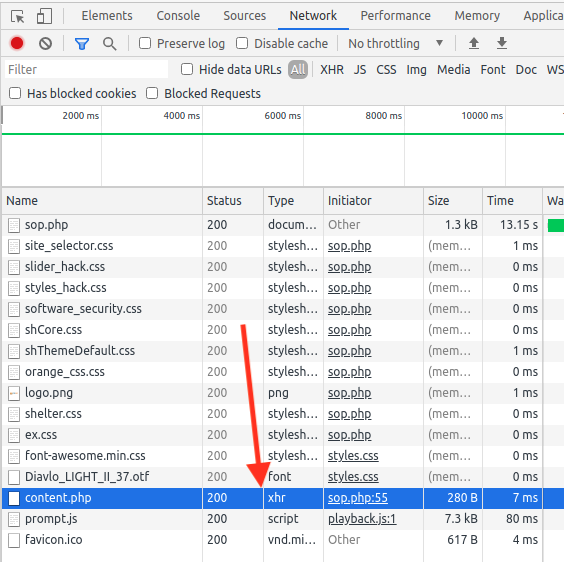 Elements Console Sources Network Performance Memory Applica
Preserve log Disable cache No throttling
Filter Hide data URLs All XHR JS CSS Img Media Font Doc WS
Has blocked cookies Blocked Requests
2000 ms 4000 ms 6000 ms 8000 ms 10000 ms
Name Status Type Initiator Size Time Wa
sop.php 200 docum... Other 1.3 kB 13.15 s
site_selector.css 200 stylesh... sop.php (mem... 1 ms
slider_hack.css 200 stylesh... sop.php (mem... 0 ms
styles_hack.css 200 stylesh... sop.php (mem... 0 ms
software_security.css 200 stylesh... sop.php (mem... 0 ms
shCore.css 200 stylesh... sop.php (mem... 0 ms
shThemeDefault.css 200 stylesh... sop.php (mem... 1 ms
orange_css.css 200 stylesh... sop.php (mem... 0 ms
logo.png 200 png sop.php (mem... 1 ms
shelter.css 200 stylesh... sop.php (mem... 0 ms
ex.css 200 stylesh... sop.php (mem... 0 ms
font-awesome.min.css 200 stylesh... styles.css (mem... 0 ms
Diavlo_LIGHT_II_37.otf 200 font styles.css (mem... 0 ms
content.php 200 xhr sop.php:55 280 B 7 ms
prompt.js 200 script playback.js:1 7.3 kB 80 ms
favicon.ico 200 vnd.mi... Other 617 B 4 ms